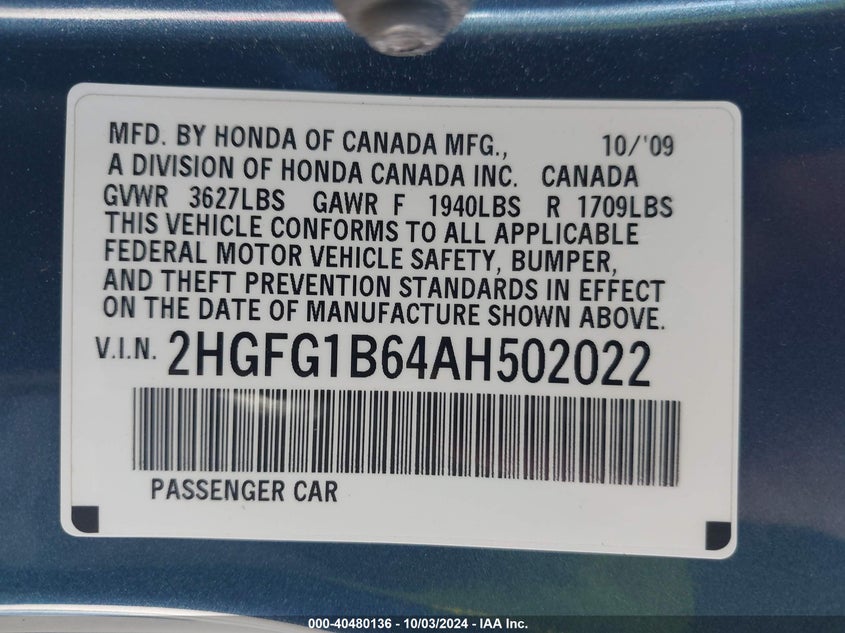 MFD. BY HONDA OF CANADA MFG., 10/'09
A DIVISION OF HONDA CANADA INC. CANADA
GVWR 3627LBS GAWR F 1940LBS R 1709LBS
THIS VEHICLE CONFORMS TO ALL APPLICABLE
FEDERAL MOTOR VEHICLE SAFETY, BUMPER,
AND THEFT PREVENTION STANDARDS IN EFFECT
ON THE DATE OF MANUFACTURE SHOWN ABOVE.
V.I.N. 2HGFG1B64AH502022
PASSENGER CAR
000-40480136 - 10/03/2024 - IAA Inc.